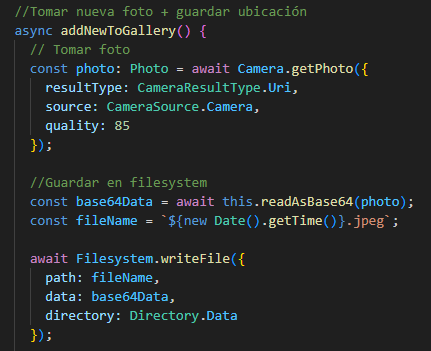 //Tomar nueva foto + guardar ubicación
async addNewToGallery() {
// Tomar foto
const photo: Photo = await Camera.getPhoto({
resultType: CameraResultType.Uri,
source: CameraSource.Camera,
quality: 85
});
//Guardar en filesystem
const base64Data = await this.readAsBase64(photo);
const fileName = `${new Date().getTime()}.jpeg`;
await Filesystem.writeFile({
path: fileName,
data: base64Data,
directory: Directory.Data
});